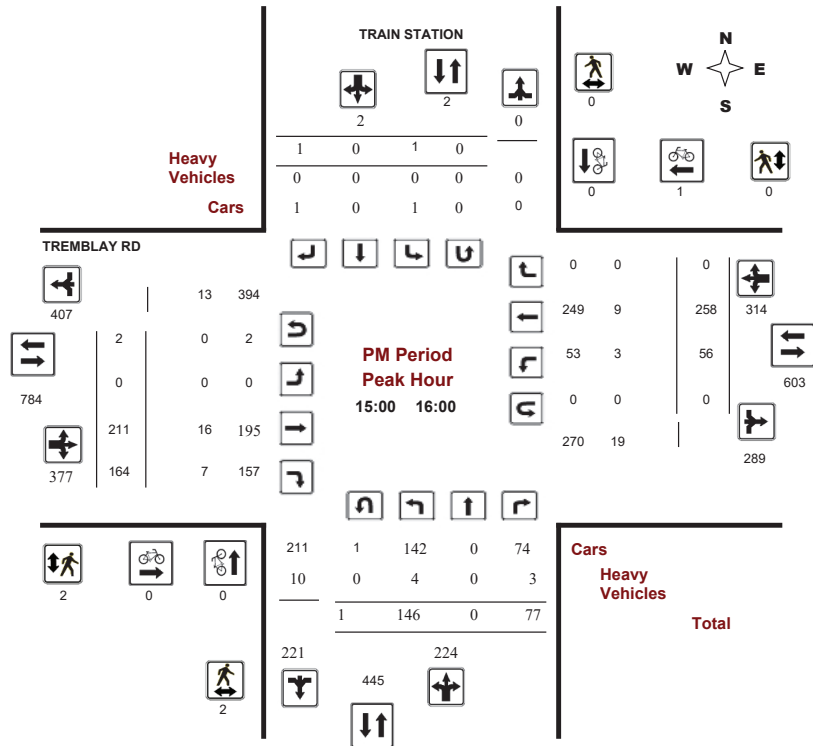 TRAIN STATION
N
W E
S
2
0
2 0
1 0 1 0
Heavy
Vehicles
0 0 0 0 0
Cars
1 0 1 0 0
0 1 0
TREMBLAY RD
407
13 394
2 0 2
784
0 0 0
211 16 195
377
164 7 157
PM Period
Peak Hour
15:00 16:00
0 0 0
249 9 258 314
53 3 56
603
0 0 0
270 19
289
211 1 142 0 74
Cars
10 0 4 0 3
Heavy
Vehicles
1 146 0 77
Total
2 0 0
221 445 224
2